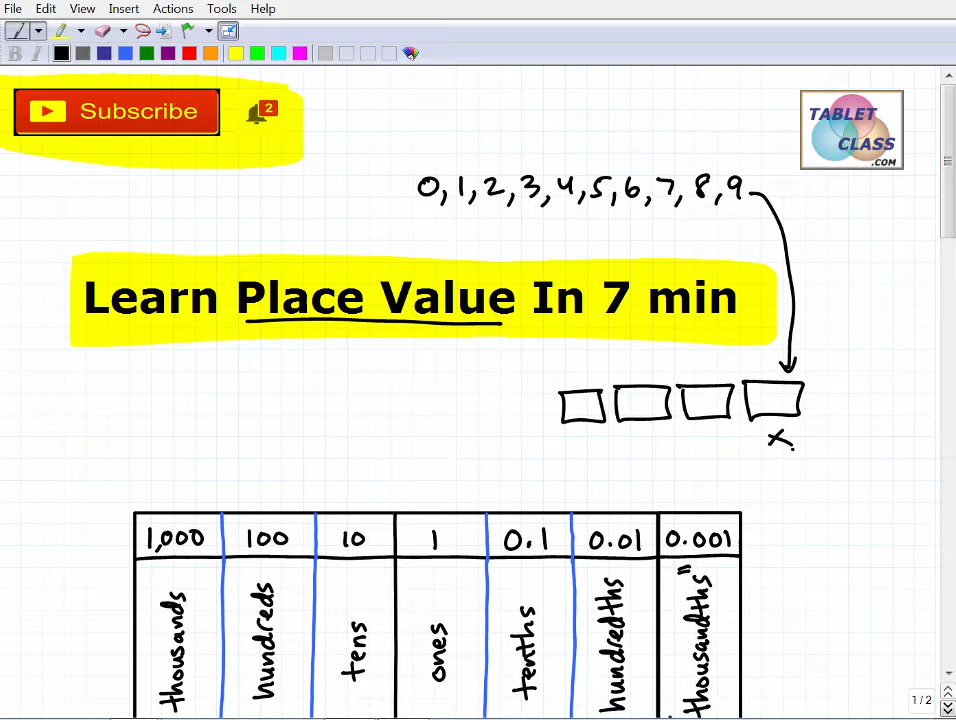 File Edit View Insert Actions Tools Help
B I
Subscribe 2
TABLET
CLASS
.COM
0, 1, 2, 3, 4, 5, 6, 7, 8, 9
Learn Place Value In 7 min
x
1,000 100 10 1 0.1 0.01 0.001
thousands hundreds tens ones tenths hundredths "thousandths"
1 / 2